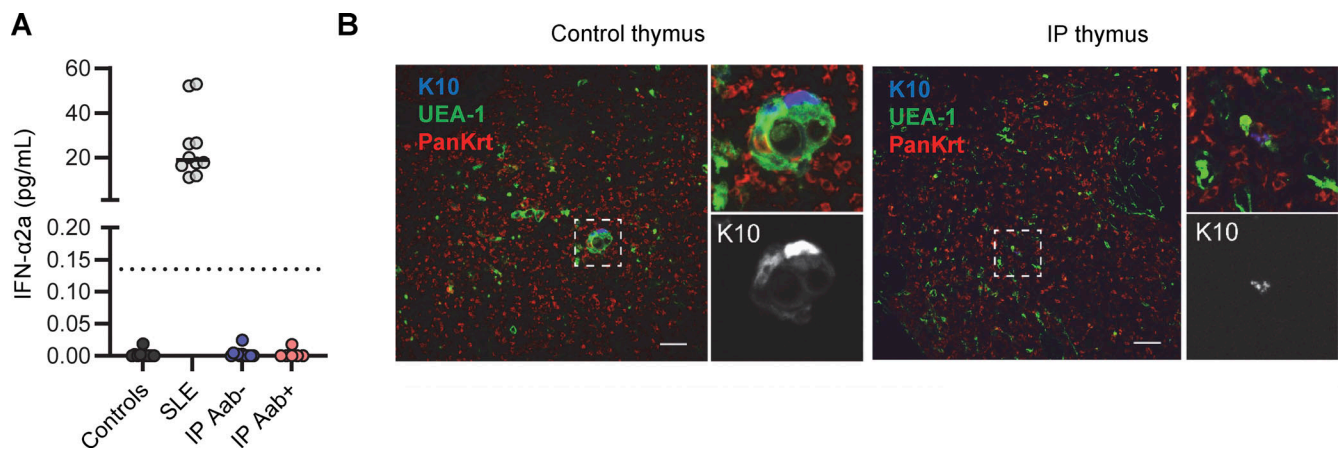 A
IFN-α2a (pg/mL)
60
40
20
0.20
0.15
0.10
0.05
0.00
Controls
SLE
IP Aab-
IP Aab+
B
Control thymus
K10
UEA-1
PanKrt
K10
IP thymus
K10
UEA-1
PanKrt
K10